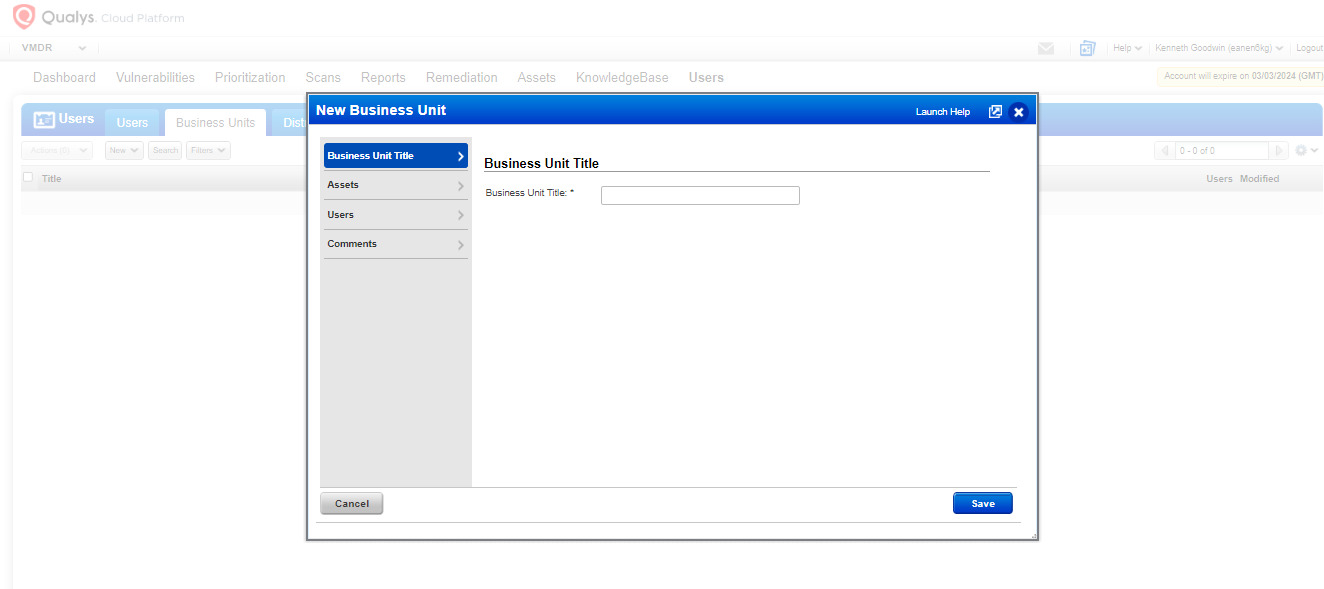 Qualys. Cloud Platform
VMDR
Help
Kenneth Goodwin (eanen0kg)
Logout
Dashboard Vulnerabilities Prioritization Scans Reports Remediation Assets KnowledgeBase Users
Account will expire on 03/03/2024 (GMT)
Users Users Business Units Dist
New Business Unit
Launch Help
Actions (0) New Search Filters
0 - 0 of 0
Title
Users Modified
Business Unit Title
Assets
Users
Comments
Business Unit Title
Business Unit Title: *
Cancel
Save